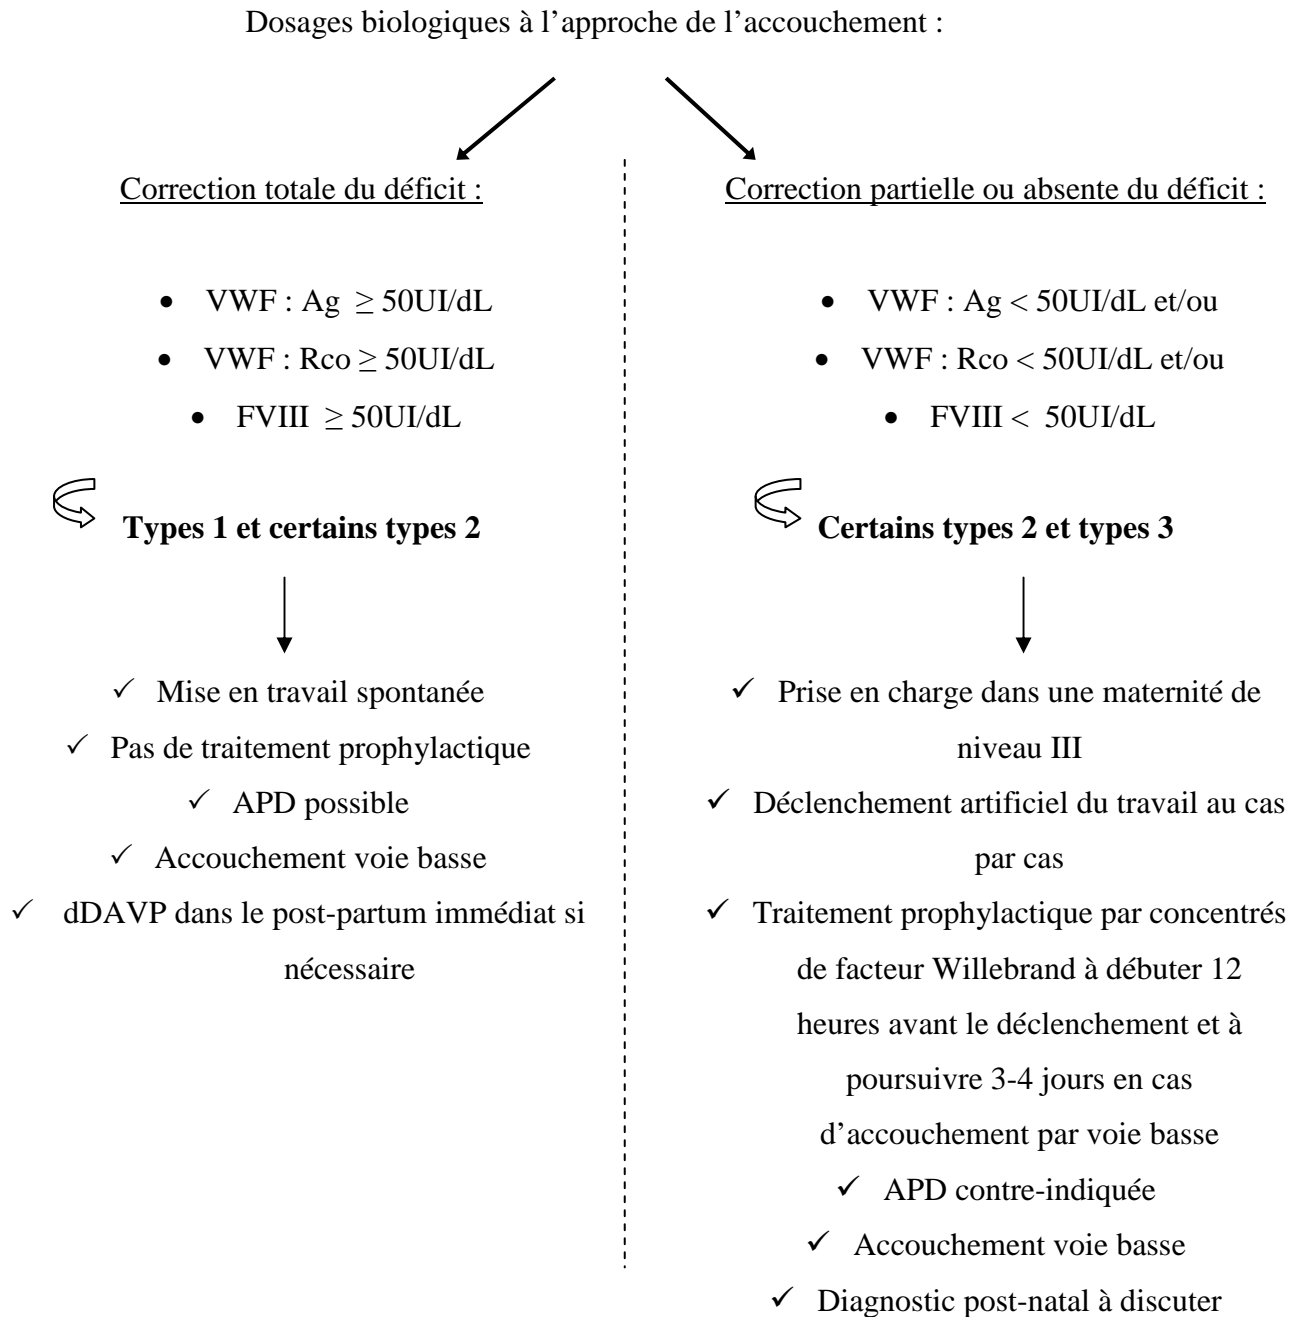 Dosages biologiques à l’approche de l’accouchement :
Correction totale du déficit :
• VWF : Ag ≥ 50UI/dL
• VWF : Rco ≥ 50UI/dL
• FVIII ≥ 50UI/dL
Types 1 et certains types 2
✓ Mise en travail spontanée
✓ Pas de traitement prophylactique
✓ APD possible
✓ Accouchement voie basse
✓ dDAVP dans le post-partum immédiat si
nécessaire
Correction partielle ou absente du déficit :
• VWF : Ag < 50UI/dL et/ou
• VWF : Rco < 50UI/dL et/ou
• FVIII < 50UI/dL
Certains types 2 et types 3
✓ Prise en charge dans une maternité de
niveau III
✓ Déclenchement artificiel du travail au cas
par cas
✓ Traitement prophylactique par concentrés
de facteur Willebrand à débuter 12
heures avant le déclenchement et à
poursuivre 3-4 jours en cas
d’accouchement par voie basse
✓ APD contre-indiquée
✓ Accouchement voie basse
✓ Diagnostic post-natal à discuter